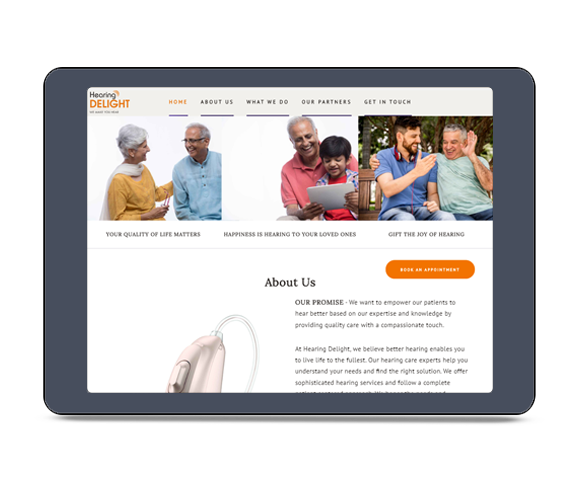 Hearing
DELIGHT
HOME ABOUT US WHAT WE DO OUR PARTNERS GET IN TOUCH
YOUR QUALITY OF LIFE MATTERS
HAPPINESS IS HEARING TO YOUR LOVED ONES
GIFT THE JOY OF HEARING
BOOK AN APPOINTMENT
About Us
OUR PROMISE - We want to empower our patients to
hear better based on our expertise and knowledge by
providing quality care with a compassionate touch.
At Hearing Delight, we believe better hearing enables you
to live life to the fullest. Our hearing care experts help you
understand your needs and find the right solution. We offer
sophisticated hearing services and follow a complete